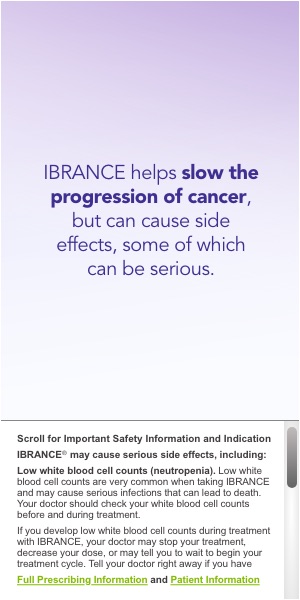 IBRANCE helps slow the
progression of cancer,
but can cause side
effects, some of which
can be serious.
Scroll for Important Safety Information and Indication
IBRANCE® may cause serious side effects, including:
Low white blood cell counts (neutropenia). Low white
blood cell counts are very common when taking IBRANCE
and may cause serious infections that can lead to death.
Your doctor should check your white blood cell counts
before and during treatment.
If you develop low white blood cell counts during treatment
with IBRANCE, your doctor may stop your treatment,
decrease your dose, or may tell you to wait to begin your
treatment cycle. Tell your doctor right away if you have
Full Prescribing Information and Patient Information